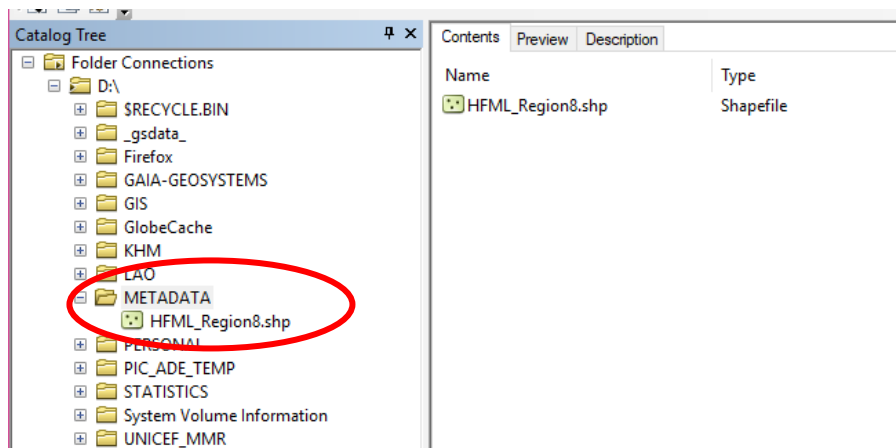 Catalog Tree
Folder Connections
D:\
$RECYCLE.BIN
_gsdata_
Firefox
GAIA-GEOSYSTEMS
GIS
GlobeCache
KHM
LAO
METADATA
HFML_Region8.shp
PERSONAL
PIC_ADE_TEMP
STATISTICS
System Volume Information
UNICEF_MMR
Contents Preview Description
Name Type
HFML_Region8.shp Shapefile